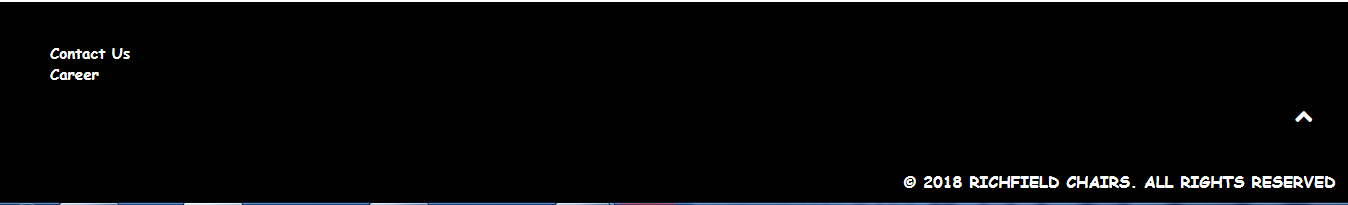 Contact Us
Career
© 2018 RICHFIELD CHAIRS. ALL RIGHTS RESERVED